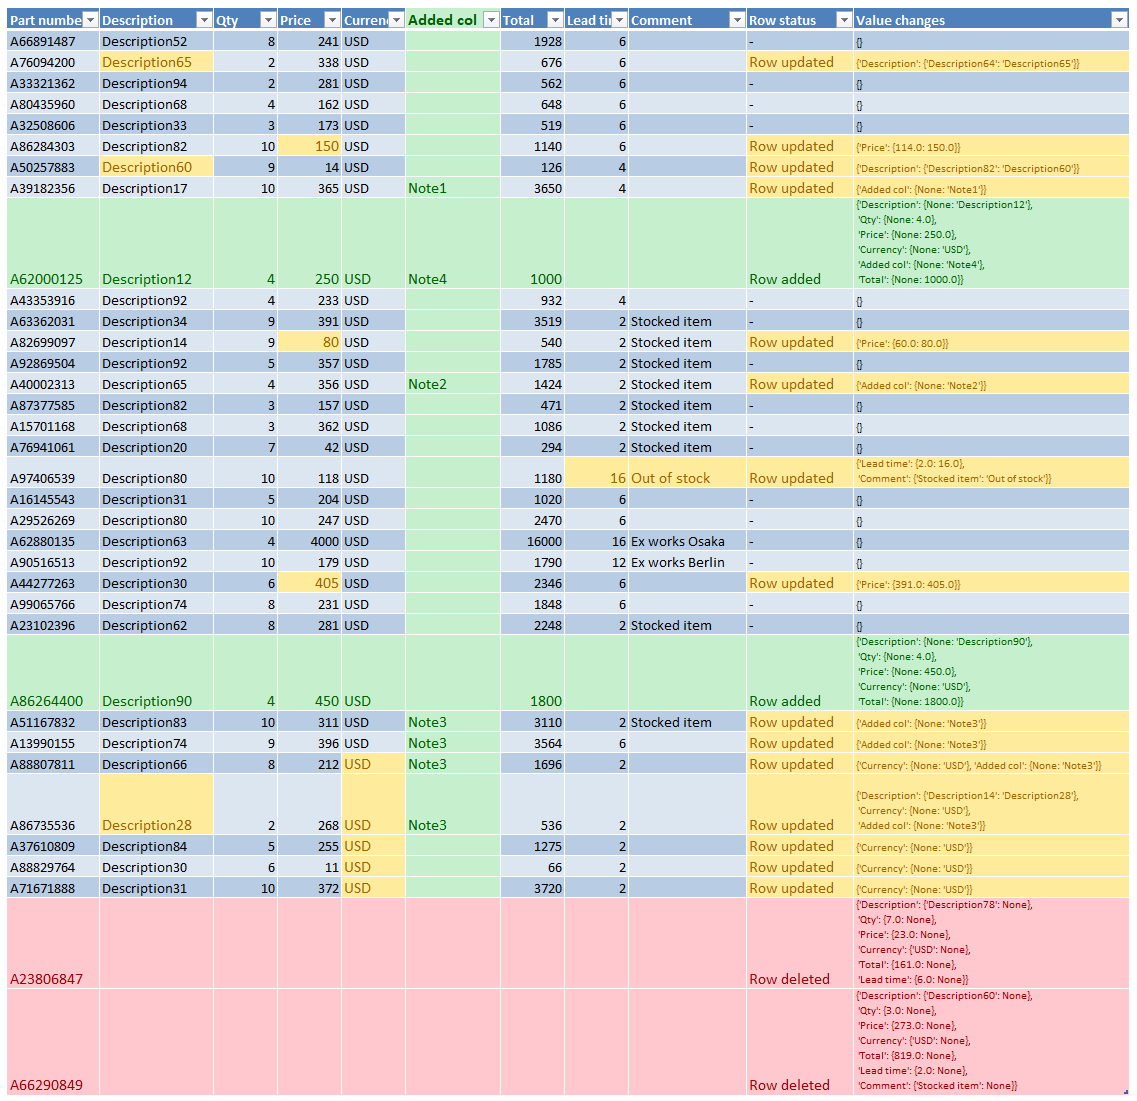 Part numbe Description Qty Price Curren Added col Total Lead ti Comment Row status Value changes
A66891487 Description52 8 241 USD 1928 6 - {}
A76094200 Description65 2 338 USD 676 6 Row updated {'Description': {'Description64': 'Description65'}}
A33321362 Description94 2 281 USD 562 6 - {}
A80435960 Description68 4 162 USD 648 6 - {}
A32508606 Description33 3 173 USD 519 6 - {}
A86284303 Description82 10 150 USD 1140 6 Row updated {'Price': {114.0: 150.0}}
A50257883 Description60 9 14 USD 126 4 Row updated {'Description': {'Description82': 'Description60'}}
A39182356 Description17 10 365 USD Note1 3650 4 Row updated {'Added col': {None: 'Note1'}}
{'Description': {None: 'Description12'},
'Qty': {None: 4.0},
'Price': {None: 250.0},
'Currency': {None: 'USD'},
'Added col': {None: 'Note4'},
A62000125 Description12 4 250 USD Note4 1000 Row added 'Total': {None: 1000.0}}
A43353916 Description92 4 233 USD 932 4 - {}
A63362031 Description34 9 391 USD 3519 2 Stocked item - {}
A82699097 Description14 9 80 USD 540 2 Stocked item Row updated {'Price': {60.0: 80.0}}
A92869504 Description92 5 357 USD 1785 2 Stocked item - {}
A40002313 Description65 4 356 USD Note2 1424 2 Stocked item Row updated {'Added col': {None: 'Note2'}}
A87377585 Description82 3 157 USD 471 2 Stocked item - {}
A15701168 Description68 3 362 USD 1086 2 Stocked item - {}
A76941061 Description20 7 42 USD 294 2 Stocked item - {}
{'Lead time': {2.0: 16.0},
A97406539 Description80 10 118 USD 1180 16 Out of stock Row updated 'Comment': {'Stocked item': 'Out of stock'}}
A16145543 Description31 5 204 USD 1020 6 - {}
A29526269 Description80 10 247 USD 2470 6 - {}
A62880135 Description63 4 4000 USD 16000 16 Ex works Osaka - {}
A90516513 Description92 10 179 USD 1790 12 Ex works Berlin - {}
A44277263 Description30 6 405 USD 2346 6 Row updated {'Price': {391.0: 405.0}}
A99065766 Description74 8 231 USD 1848 6 - {}
A23102396 Description62 8 281 USD 2248 2 Stocked item - {}
{'Description': {None: 'Description90'},
'Qty': {None: 4.0},
'Price': {None: 450.0},
'Currency': {None: 'USD'},
A86264400 Description90 4 450 USD 1800 Row added 'Total': {None: 1800.0}}
A51167832 Description83 10 311 USD Note3 3110 2 Stocked item Row updated {'Added col': {None: 'Note3'}}
A13990155 Description74 9 396 USD Note3 3564 6 Row updated {'Added col': {None: 'Note3'}}
A88807811 Description66 8 212 USD Note3 1696 2 Row updated {'Currency': {None: 'USD'}, 'Added col': {None: 'Note3'}}
{'Description': {'Description14': 'Description28'},
'Currency': {None: 'USD'},
A86735536 Description28 2 268 USD Note3 536 2 Row updated 'Added col': {None: 'Note3'}}
A37610809 Description84 5 255 USD 1275 2 Row updated {'Currency': {None: 'USD'}}
A88829764 Description30 6 11 USD 66 2 Row updated {'Currency': {None: 'USD'}}
A71671888 Description31 10 372 USD 3720 2 Row updated {'Currency': {None: 'USD'}}
{'Description': {'Description78': None},
'Qty': {7.0: None},
'Price': {23.0: None},
'Currency': {'USD': None},
'Total': {161.0: None},
A23806847 Row deleted 'Lead time': {6.0: None}}
{'Description': {'Description60': None},
'Qty': {3.0: None},
'Price': {273.0: None},
'Currency': {'USD': None},
'Total': {819.0: None},
'Lead time': {2.0: None},
A66290849 Row deleted 'Comment': {'Stocked item': None}}